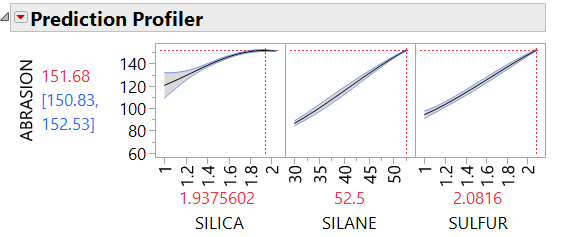 Prediction Profiler
ABRASION
151.68
[150.83,
152.53]
140
120
100
80
60
1 1.2 1.4 1.6 1.8 2
30 35 40 45 50
1 1.2 1.4 1.6 1.8 2
1.9375602 52.5 2.0816
SILICA SILANE SULFUR